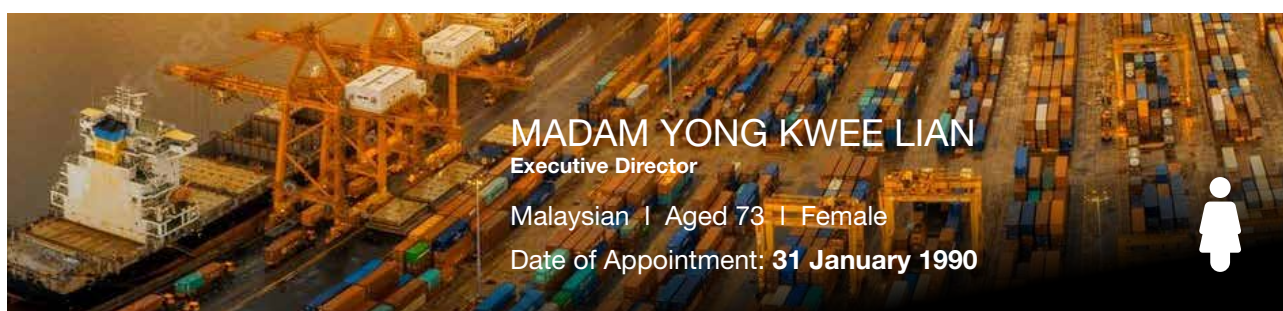 MADAM YONG KWEE LIAN
Executive Director
Malaysian I Aged 73 I Female
Date of Appointment: 31 January 1990